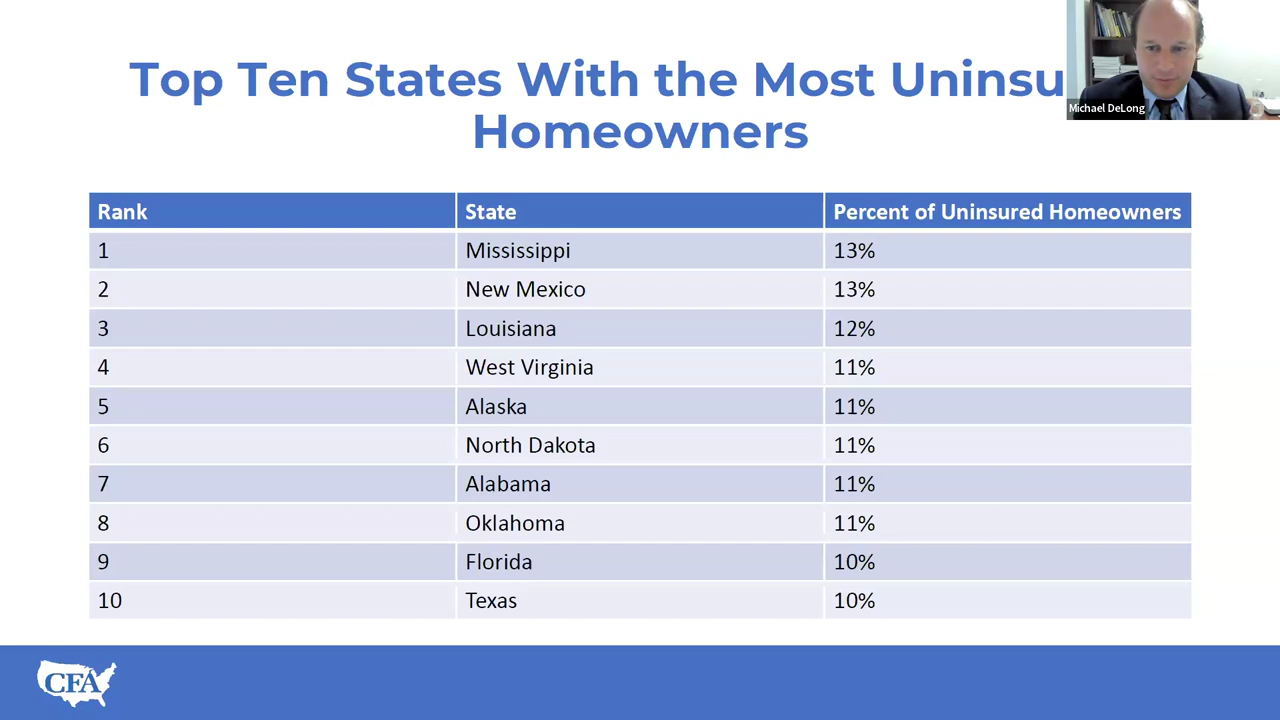 Top Ten States With the Most
Homeowners
Michael DeLong
Rank State Percent of Uninsured Homeowners
1 Mississippi 13%
2 New Mexico 13%
3 Louisiana 12%
4 West Virginia 11%
5 Alaska 11%
6 North Dakota 11%
7 Alabama 11%
8 Oklahoma 11%
9 Florida 10%
10 Texas 10%
CFA